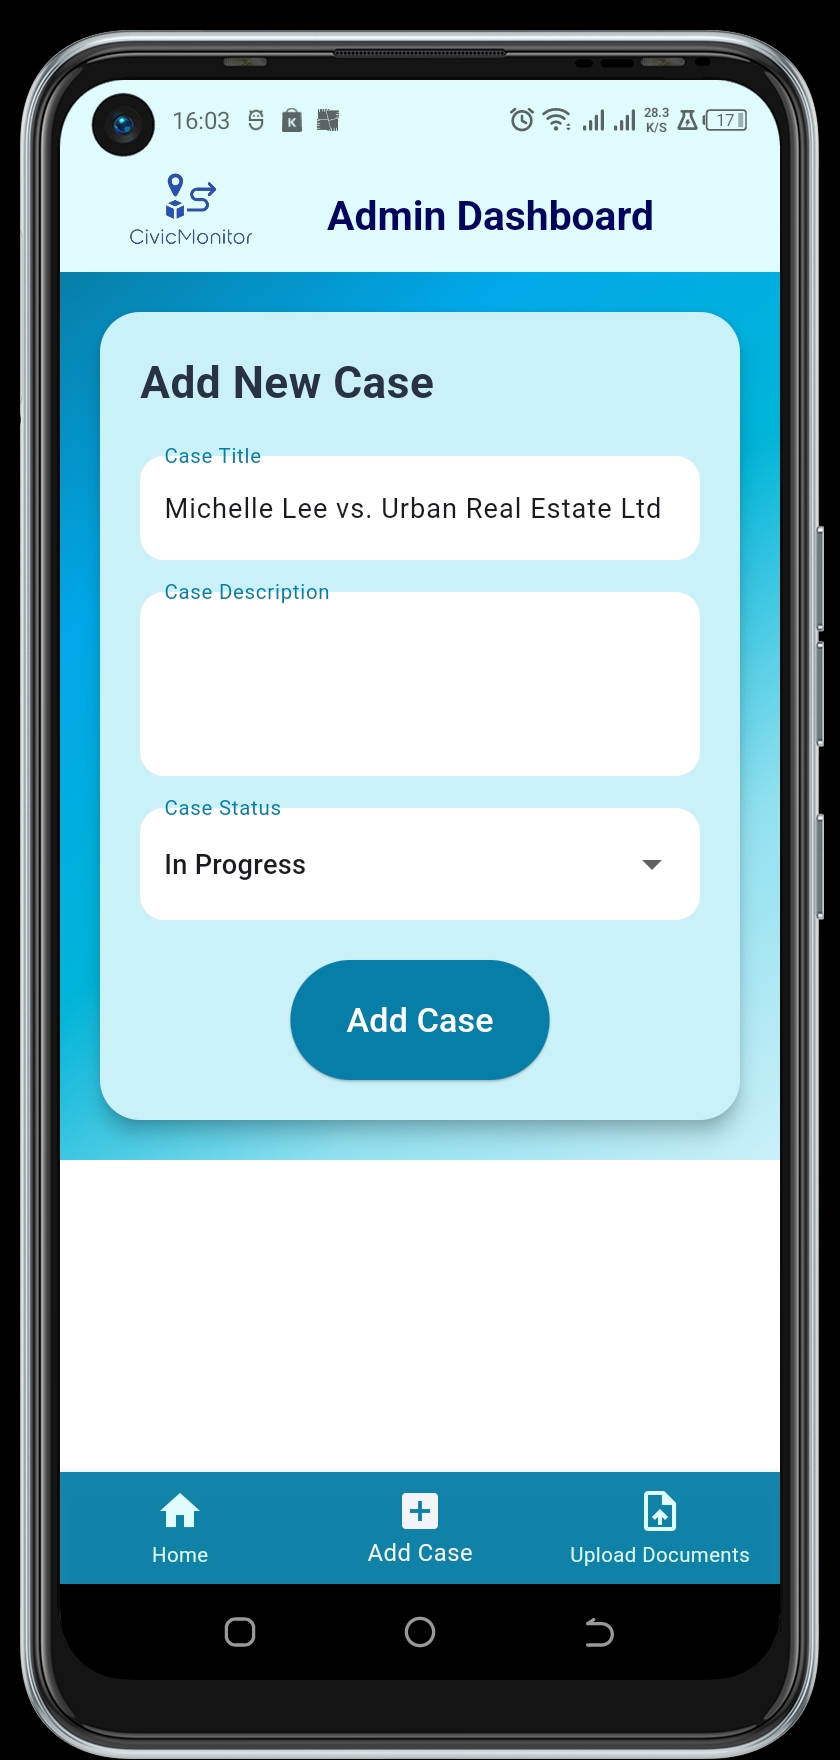 16:03
K
28.3
K/S
17
CivicMonitor
Admin Dashboard
Add New Case
Case Title
Michelle Lee vs. Urban Real Estate Ltd
Case Description
Case Status
In Progress
Add Case
Home
Add Case
Upload Documents